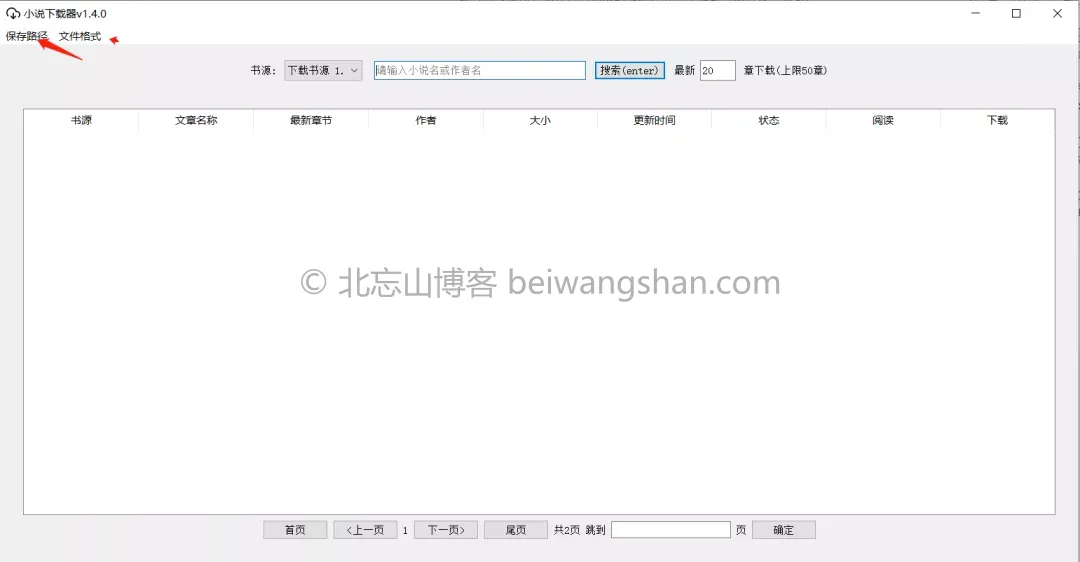 小说下载器v1.4.0
保存路径 文件格式
书源: 下载书源 1. 请输入小说名或作者名 搜索(enter) 最新 20 章下载(上限50章)
书源 文章名称 最新章节 作者 大小 更新时间 状态 阅读 下载
© 北忘山博客 beiwangshan.com
首页 <上一页 1 下一页> 尾页 共2页 跳到 页 确定